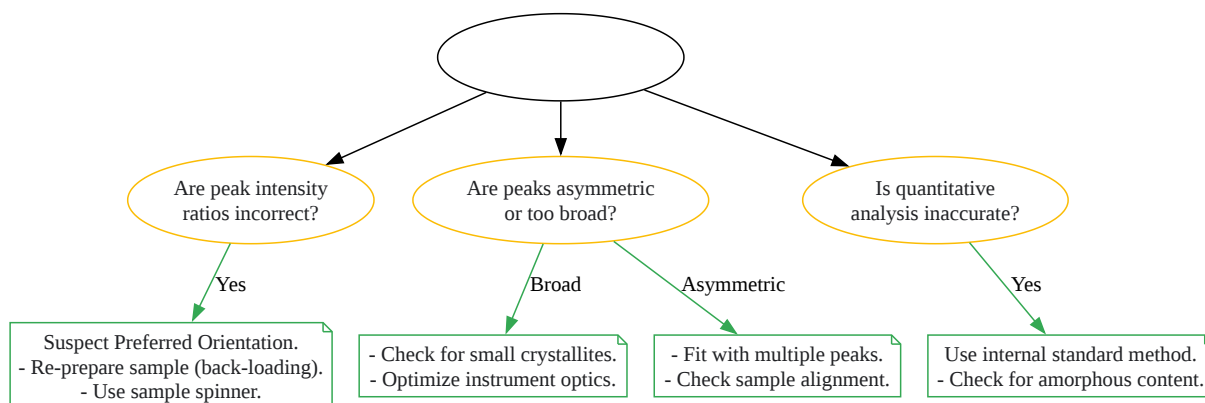 Are peak intensity
ratios incorrect?
Are peaks asymmetric
or too broad?
Is quantitative
analysis inaccurate?
Yes
Broad
Asymmetric
Yes
Suspect Preferred Orientation.
- Re-prepare sample (back-loading).
- Use sample spinner.
- Check for small crystallites.
- Optimize instrument optics.
- Fit with multiple peaks.
- Check sample alignment.
Use internal standard method.
- Check for amorphous content.